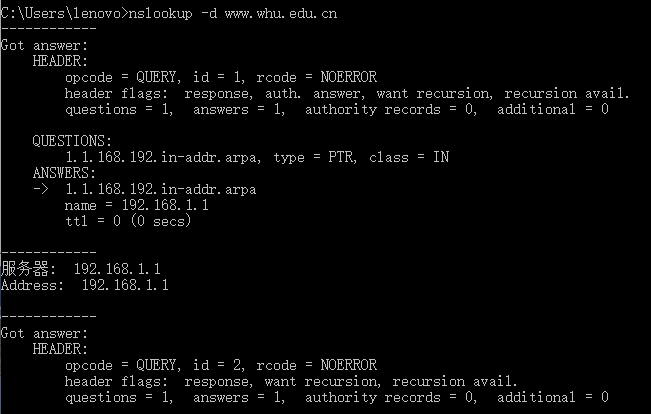 C:\Users\lenovo>nslookup -d www.whu.edu.cn
------------
Got answer:
    HEADER:
        opcode = QUERY, id = 1, rcode = NOERROR
        header flags:  response, auth. answer, want recursion, recursion avail.
        questions = 1,  answers = 1,  authority records = 0,  additional = 0

    QUESTIONS:
        1.1.168.192.in-addr.arpa, type = PTR, class = IN
    ANSWERS:
    ->  1.1.168.192.in-addr.arpa
        name = 192.168.1.1
        ttl = 0 (0 secs)

------------
服务器:  192.168.1.1
Address:  192.168.1.1

------------
Got answer:
    HEADER:
        opcode = QUERY, id = 2, rcode = NOERROR
        header flags:  response, want recursion, recursion avail.
        questions = 1,  answers = 1,  authority records = 0,  additional = 0